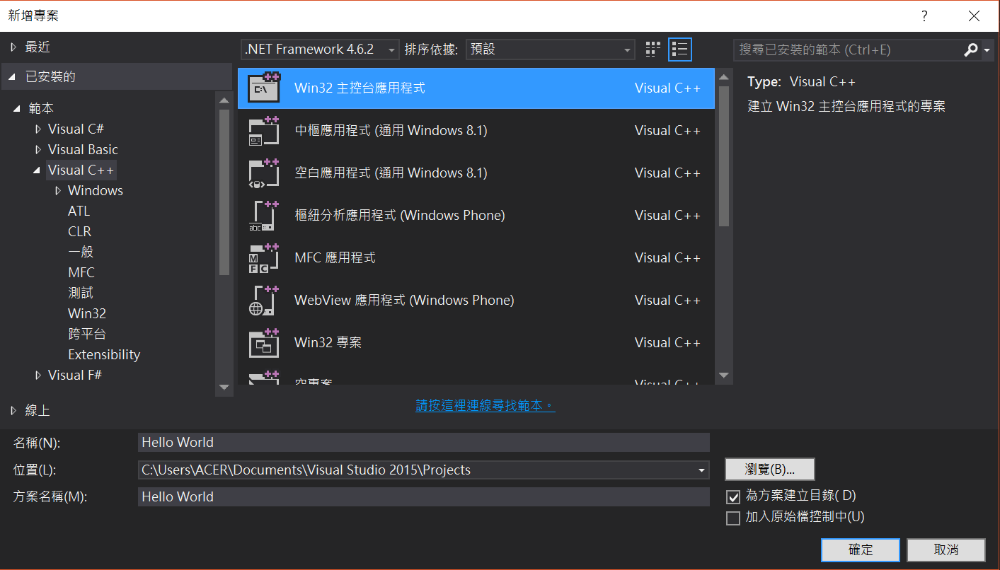 新增專案
?
最近
已安裝的
範本
Visual C#
Visual Basic
Visual C++
Windows
ATL
CLR
一般
MFC
測試
Win32
跨平台
Extensibility
Visual F#
線上
.NET Framework 4.6.2 排序依據: 預設
C:\
Win32 主控台應用程式 Visual C++
中樞應用程式 (通用 Windows 8.1) Visual C++
空白應用程式 (通用 Windows 8.1) Visual C++
abc
樞紐分析應用程式 (Windows Phone) Visual C++
M
F C
MFC 應用程式 Visual C++
WebView 應用程式 (Windows Phone) Visual C++
Win32 專案 Visual C++
空專案 Visual C++
請按這裡連線尋找範本。
搜尋已安裝的範本 (Ctrl+E)
Type: Visual C++
建立 Win32 主控台應用程式的專案
名稱(N): Hello World
位置(L): C:\Users\ACER\Documents\Visual Studio 2015\Projects 瀏覽(B)...
方案名稱(M): Hello World
為方案建立目錄( D)
加入原始檔控制中(U)
確定 取消